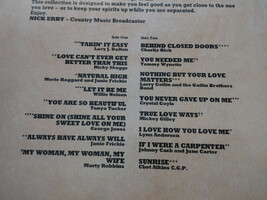 This collection is designed to make you feel good as you get close to the one
you love – or to keep your spirits up while you are separated.
Enjoy.
NICK ERBY – Country Music Broadcaster
Side One
"TAKIN' IT EASY
Lacy J. Dalton
"LOVE CAN'T EVER GET
BETTER THAN THIS
Ricky Skaggs
"NATURAL HIGH
Merle Haggard and Janie Frickie
"LET IT BE ME
Willie Nelson
"YOU ARE SO BEAUTIFUL
Tanya Tucker
"SHINE ON (SHINE ALL YOUR
SWEET LOVE ON ME)
George Jones
"ALWAYS HAVE ALWAYS WILL
Janie Frickie
"MY WOMAN, MY WOMAN, MY
WIFE
Marty Robbins
Side Two
BEHIND CLOSED DOORS
Charlie Rich
YOU NEEDED ME
Tammy Wynette
NOTHING BUT YOUR LOVE
MATTERS
Larry Gatlin and the Gatlin Brothers
Band
YOU NEVER GAVE UP ON ME
Crystal Gayle
TRUE LOVE WAYS
Mickey Gilley
I LOVE HOW YOU LOVE ME
Lynn Anderson
IF I WERE A CARPENTER
Johnny Cash and June Carter
SUNRISE
Chet Atkins C.G.P.